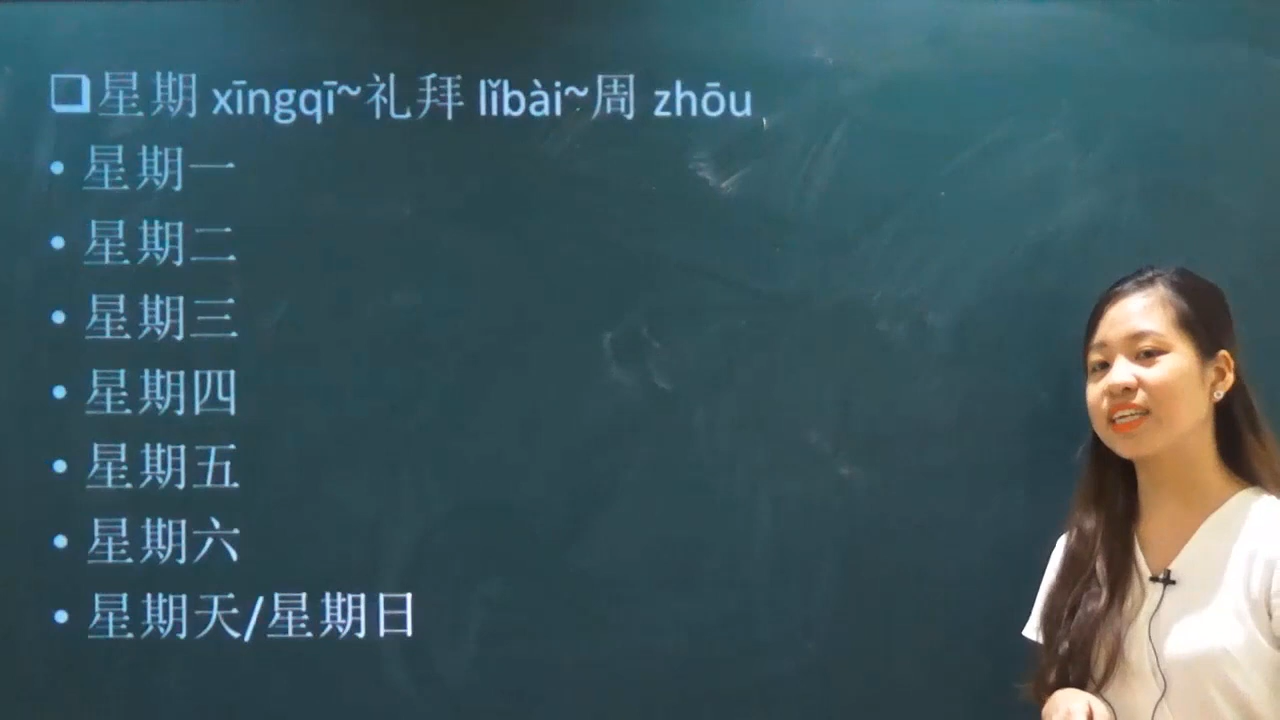 ❑星期 xīngqī~礼拜 lǐbài~周 zhōu
• 星期一
• 星期二
• 星期三
• 星期四
• 星期五
• 星期六
• 星期天/星期日